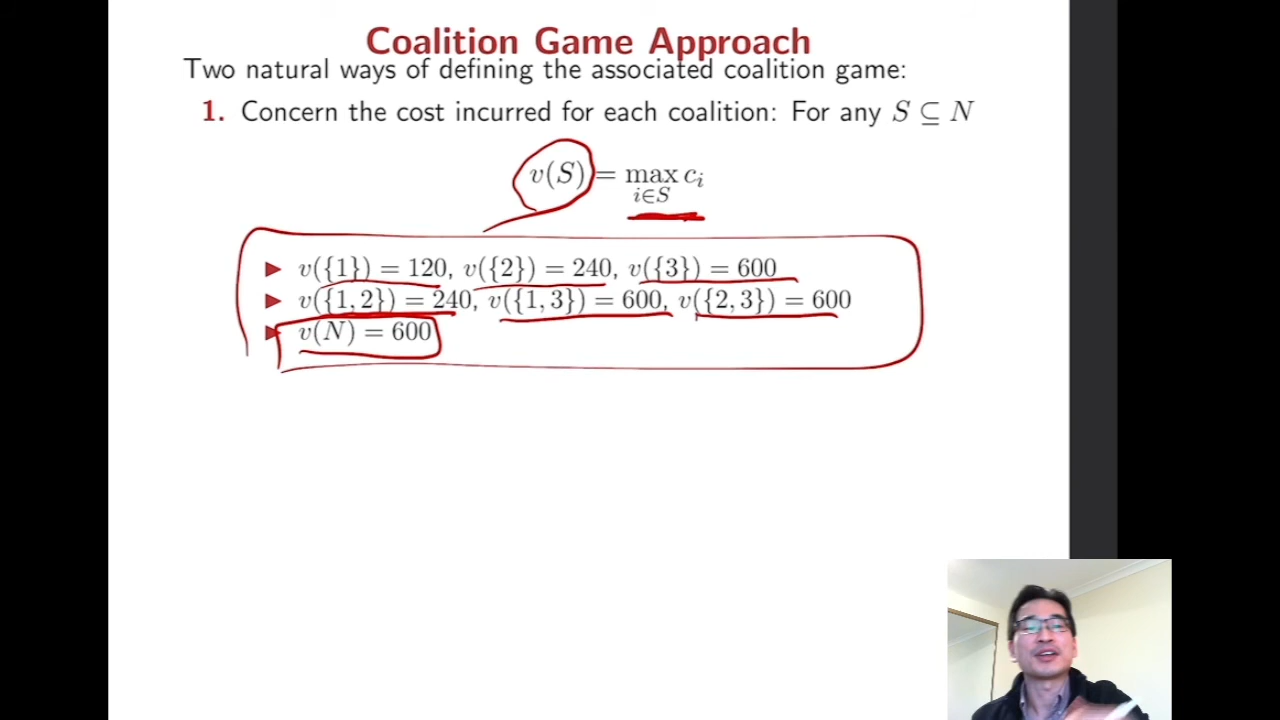 Coalition Game Approach
Two natural ways of defining the associated coalition game:
1. Concern the cost incurred for each coalition: For any S ⊆ N
v(S) = max c_i
i∈S
▶ v({1}) = 120, v({2}) = 240, v({3}) = 600
▶ v({1, 2}) = 240, v({1, 3}) = 600, v({2, 3}) = 600
▶ v(N) = 600